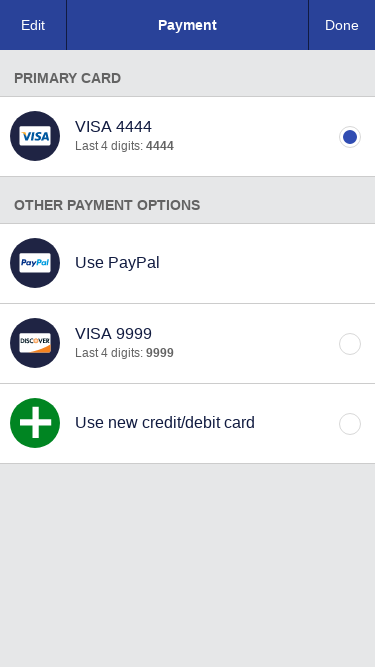 Edit
Payment
Done
PRIMARY CARD
VISA
VISA 4444
Last 4 digits: 4444
OTHER PAYMENT OPTIONS
PayPal
Use PayPal
DISCOVER
VISA 9999
Last 4 digits: 9999
Use new credit/debit card